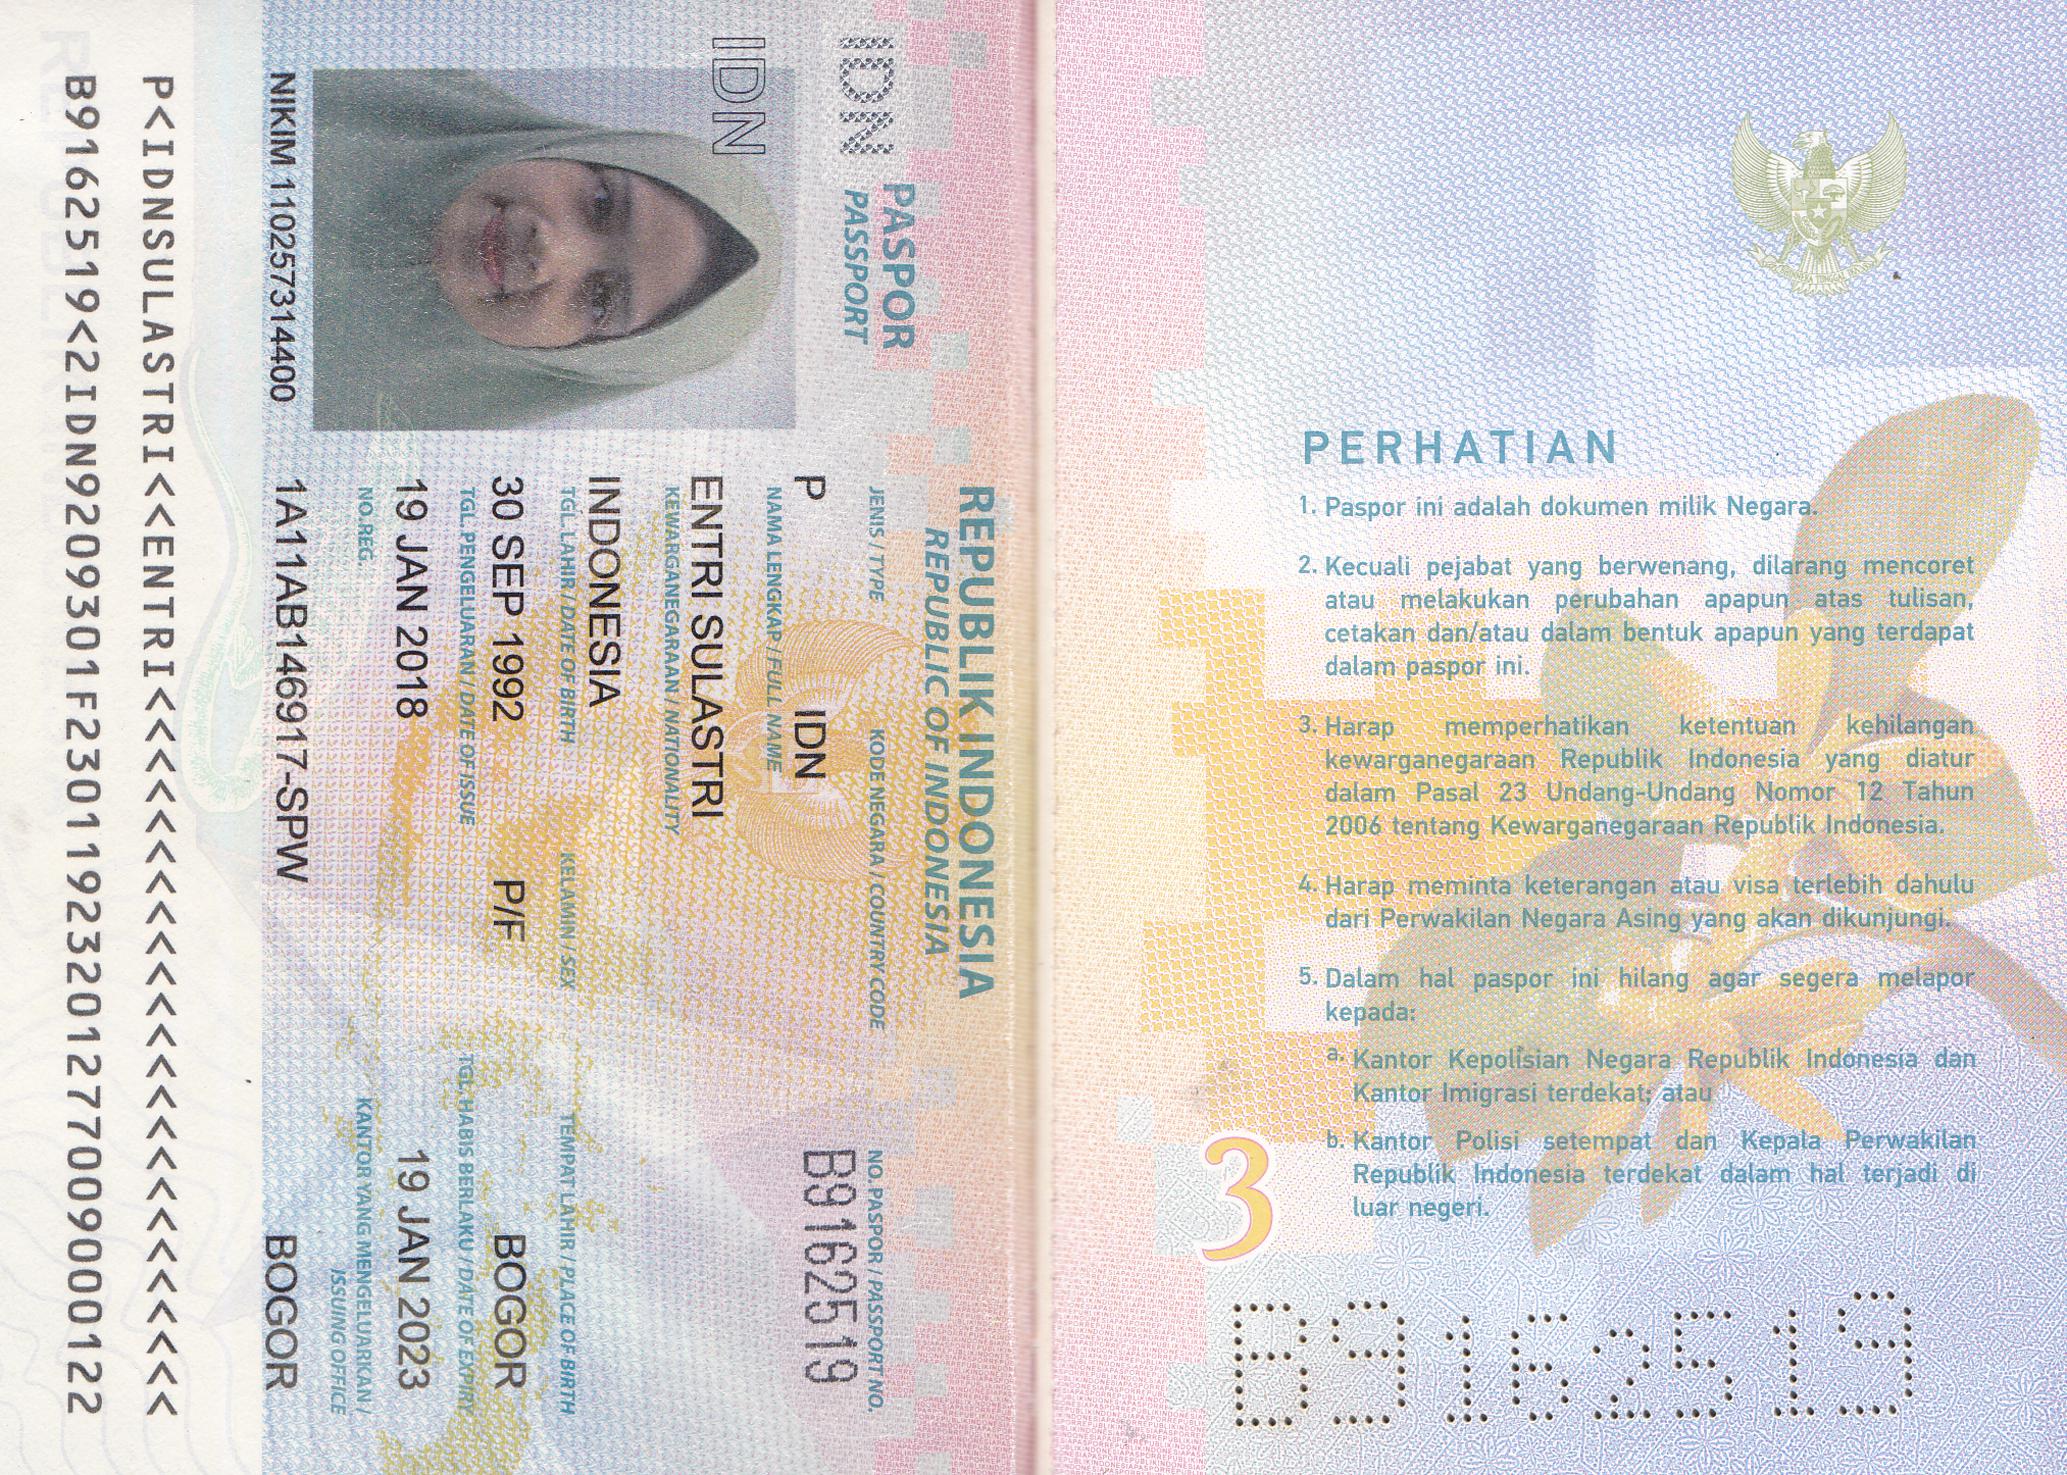 REPUBLIK INDONESIA
REPUBLIC OF INDONESIA
PASPOR
PASSPORT
IDN
IDN
JENIS / TYPE
KODE NEGARA / COUNTRY CODE
NO. PASPOR / PASSPORT NO.
P
IDN
B9162519
NAMA LENGKAP / FULL NAME
ENTRI SULASTRI
KEWARGANEGARAAN / NATIONALITY
INDONESIA
TGL. LAHIR / DATE OF BIRTH
KELAMIN / SEX
TEMPAT LAHIR / PLACE OF BIRTH
30 SEP 1992
P/F
BOGOR
TGL. PENGELUARAN / DATE OF ISSUE
TGL. HABIS BERLAKU / DATE OF EXPIRY
19 JAN 2018
19 JAN 2023
NO. REG.
KANTOR YANG MENGELUARKAN /
ISSUING OFFICE
NIKIM 110257314400
1A11AB146917-SPW
BOGOR
P<IDNSULASTRI<<ENTRI<<<<<<<<<<<<<<<<<<<<<<<<
B9162519<2IDN9209301F2301192320127700900122
PERHATIAN
1. Paspor ini adalah dokumen milik Negara.
2. Kecuali pejabat yang berwenang, dilarang mencoret
atau melakukan perubahan apapun atas tulisan,
cetakan dan/atau dalam bentuk apapun yang terdapat
dalam paspor ini.
3. Harap memperhatikan ketentuan kehilangan
kewarganegaraan Republik Indonesia yang diatur
dalam Pasal 23 Undang-Undang Nomor 12 Tahun
2006 tentang Kewarganegaraan Republik Indonesia.
4. Harap meminta keterangan atau visa terlebih dahulu
dari Perwakilan Negara Asing yang akan dikunjungi.
5. Dalam hal paspor ini hilang agar segera melapor
kepada:
a. Kantor Kepolisian Negara Republik Indonesia dan
Kantor Imigrasi terdekat; atau
b. Kantor Polisi setempat dan Kepala Perwakilan
Republik Indonesia terdekat dalam hal terjadi di
luar negeri.
3
B9162519